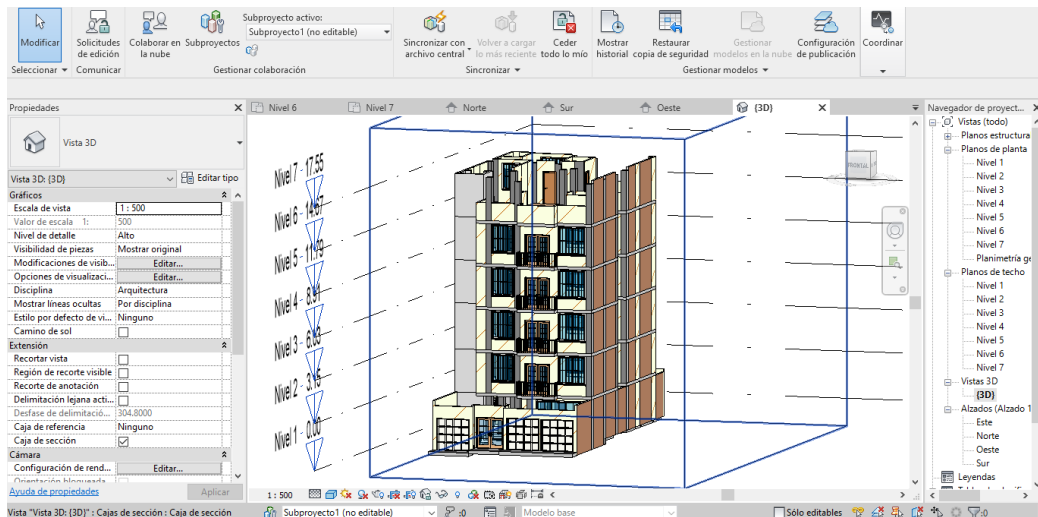 Modificar
Solicitudes de edición
Colaborar en la nube
Subproyectos
Subproyecto activo:
Subproyecto1 (no editable)
Sincronizar con archivo central
Volver a cargar lo más reciente
Ceder todo lo mío
Mostrar historial
Restaurar copia de seguridad
Gestionar modelos en la nube
Configuración de publicación
Coordinar
Seleccionar
Comunicar
Gestionar colaboración
Sincronizar
Gestionar modelos
Propiedades
Vista 3D
Vista 3D: {3D}
Editar tipo
Gráficos
Escala de vista 1 : 500
Valor de escala 1: 500
Nivel de detalle Alto
Visibilidad de piezas Mostrar original
Modificaciones de visib... Editar...
Opciones de visualizaci... Editar...
Disciplina Arquitectura
Mostrar líneas ocultas Por disciplina
Estilo por defecto de vi... Ninguno
Camino de sol
Extensión
Recortar vista
Región de recorte visible
Recorte de anotación
Delimitación lejana acti...
Desfase de delimitació... 304.8000
Caja de referencia Ninguno
Caja de sección
Cámara
Configuración de rend... Editar...
Orientación bloqueada
Ayuda de propiedades
Aplicar
Nivel 6
Nivel 7
Norte
Sur
Oeste
{3D}
Nivel 7 - 17.55
Nivel 6 -
Nivel 5 -
Nivel 4 -
Nivel 3 - 6.03
Nivel 2 - 3.15
Nivel 1 - 0.00
1 : 500
Navegador de proyect...
Vistas (todo)
Planos estructura
Planos de planta
Nivel 1
Nivel 2
Nivel 3
Nivel 4
Nivel 5
Nivel 6
Nivel 7
Planimetría ge
Planos de techo
Nivel 1
Nivel 2
Nivel 3
Nivel 4
Nivel 5
Nivel 6
Nivel 7
Vistas 3D
{3D}
Alzados (Alzado 1
Este
Norte
Oeste
Sur
Leyendas
Vista "Vista 3D: {3D}" : Cajas de sección : Caja de sección
Subproyecto1 (no editable)
:0
Modelo base
Sólo editables
:0